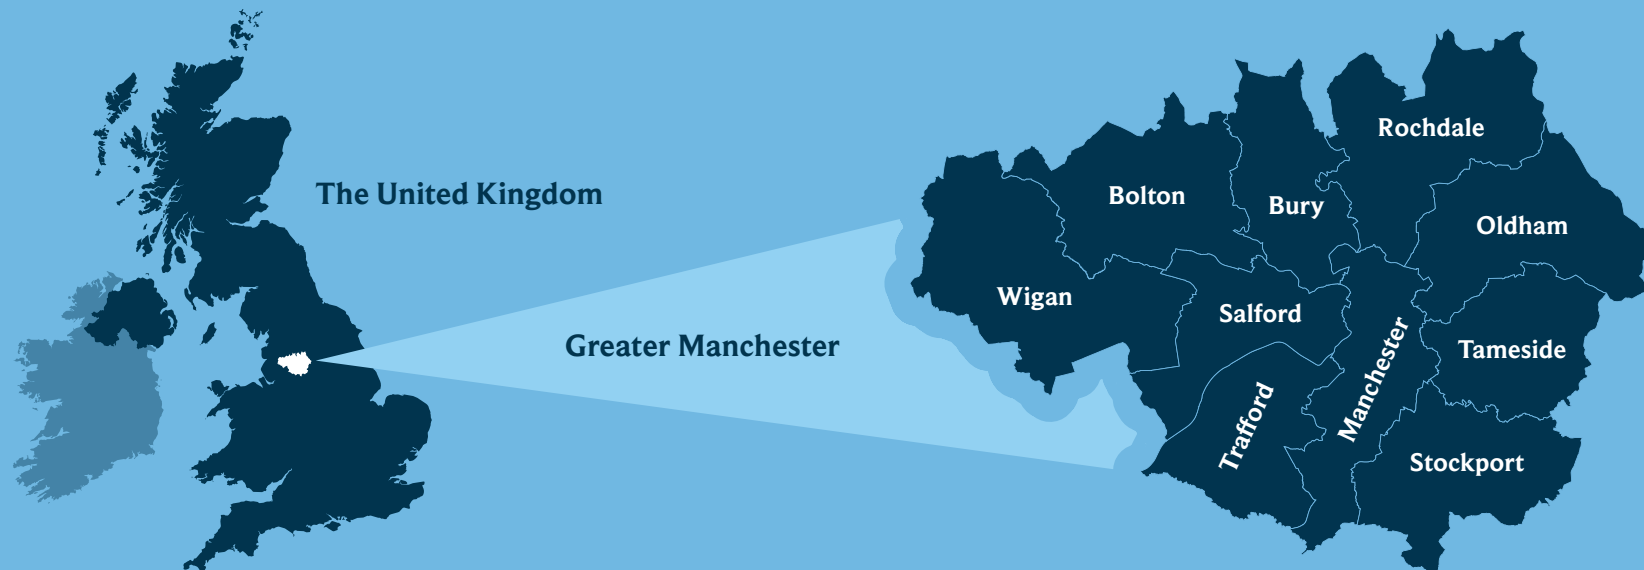 The United Kingdom
Greater Manchester
Rochdale
Bolton
Bury
Oldham
Wigan
Salford
Manchester
Tameside
Trafford
Stockport